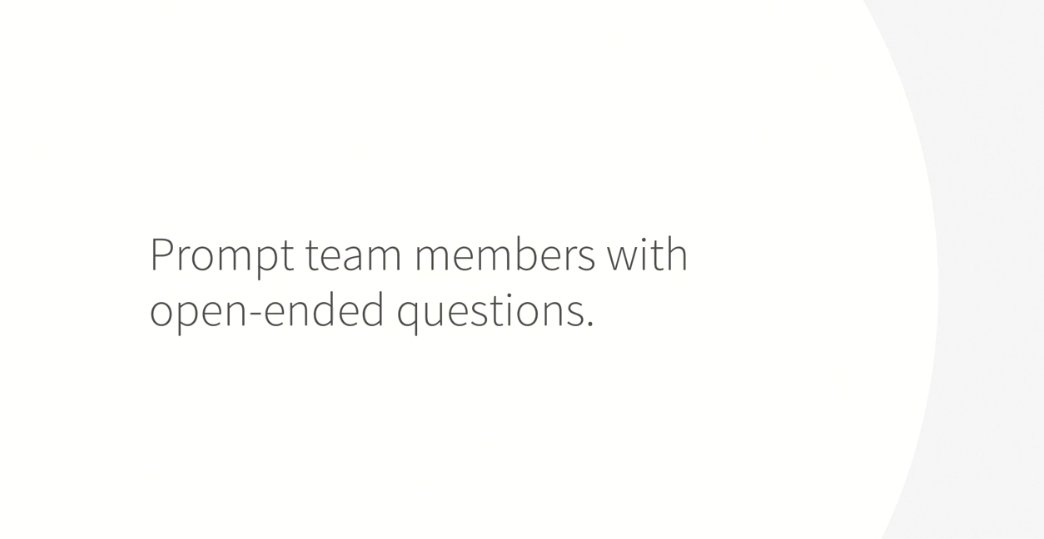 Prompt team members with
open-ended questions.